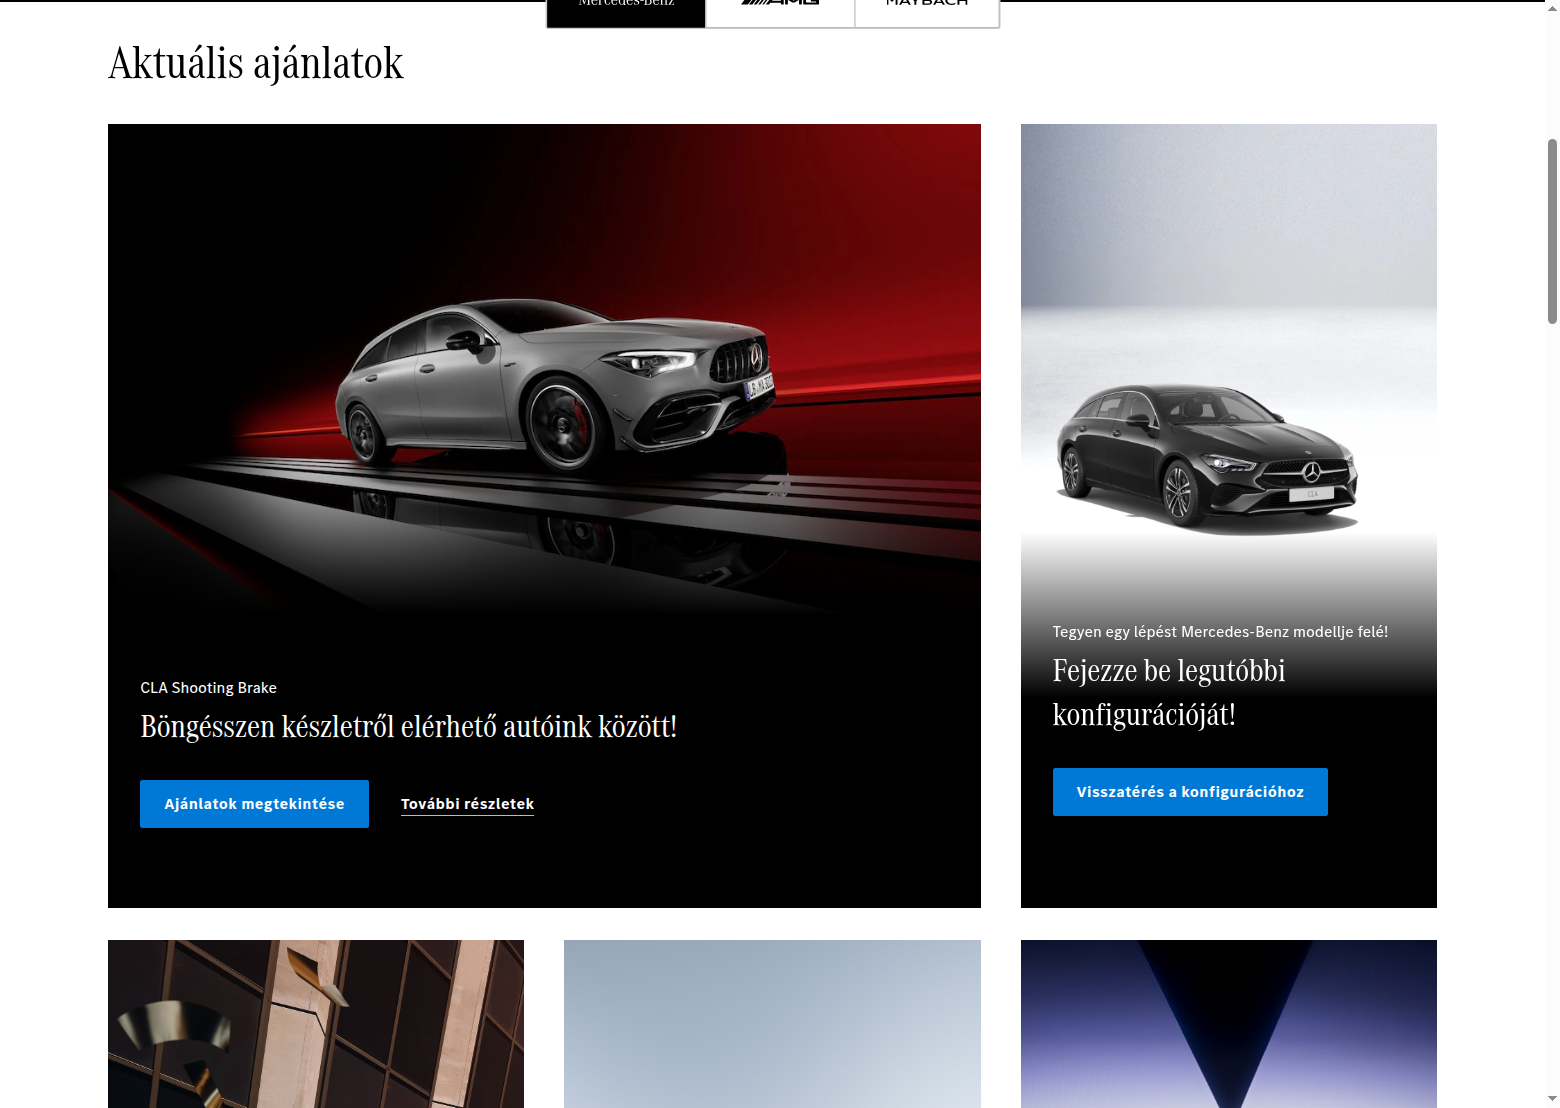 Mercedes-Benz
AMG
MAYBACH
Aktuális ajánlatok
CLA Shooting Brake
Böngésszen készletről elérhető autóink között!
Ajánlatok megtekintése
További részletek
CLA
Tegyen egy lépést Mercedes-Benz modellje felé!
Fejezze be legutóbbi
konfigurációját!
Visszatérés a konfigurációhoz